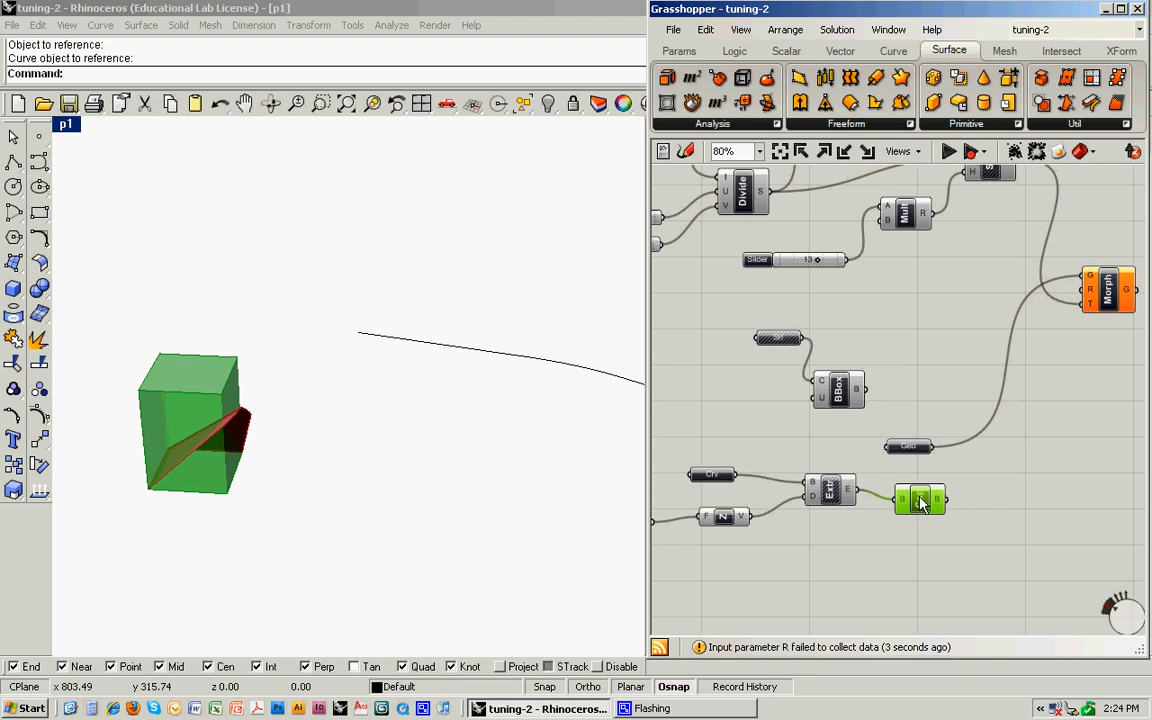 tuning-2 - Rhinoceros (Educational Lab License) - [p1]
File Edit View Curve Surface Solid Mesh Dimension Transform Tools Analyze Render Help
Object to reference:
Curve object to reference:
Command:
p1
Grasshopper - tuning-2
File Edit View Arrange Solution Window Help tuning-2
Params Logic Scalar Vector Curve Surface Mesh Intersect XForm
Analysis Freeform Primitive Util
80% Views
I
U
V
Divide
S
H
A
B
Mult
R
Slider 13
G
R
T
Morph
G
Srf
C
U
BBox
B
Geo
Crv
B
D
Extr
E
B
B
F Z V
Input parameter R failed to collect data (3 seconds ago)
End Near Point Mid Cen Int Perp Tan Quad Knot Project STrack Disable
CPlane x 803.49 y 315.74 z 0.00 0.00 Default Snap Ortho Planar Osnap Record History
Start tuning-2 - Rhinoceros... Flashing 2:24 PM